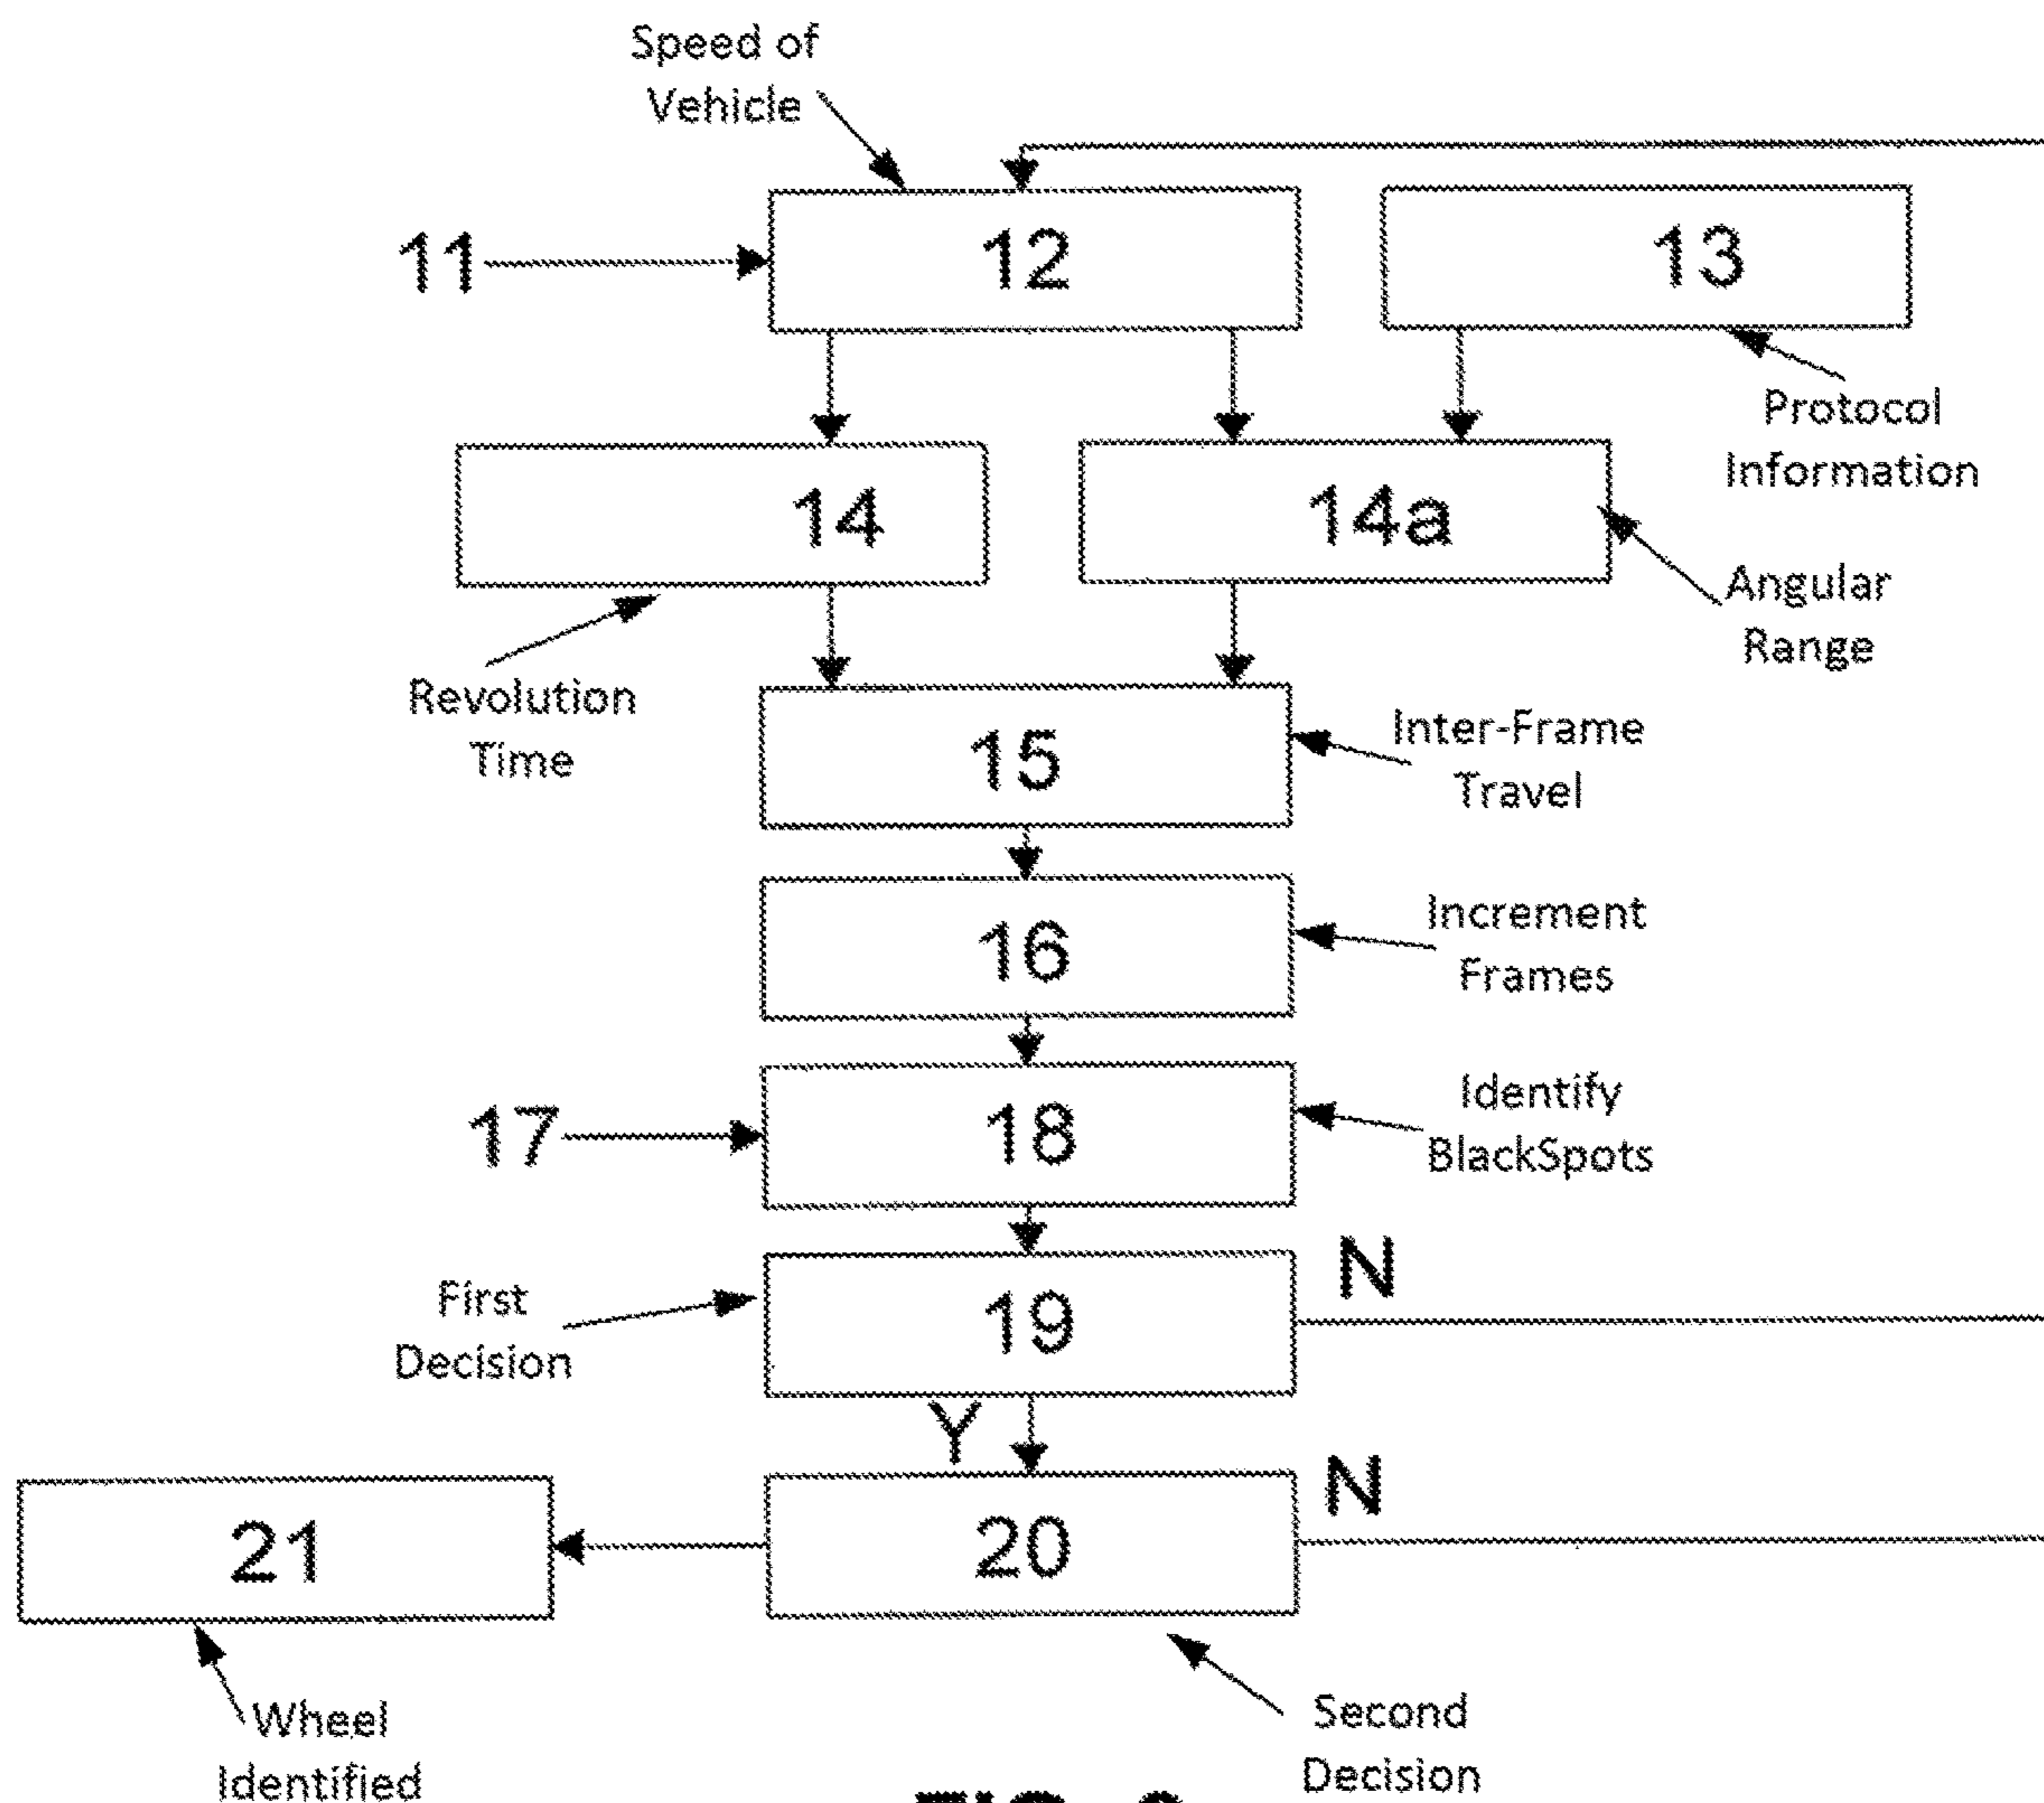 Speed of
Vehicle
11
12
13
Protocol
Information
14
14a
Angular
Range
Revolution
Time
15
Inter-Frame
Travel
16
Increment
Frames
17
18
Identify
BlackSpots
First
Decision
19
N
Y
21
20
N
Wheel
Identified
Second
Decision